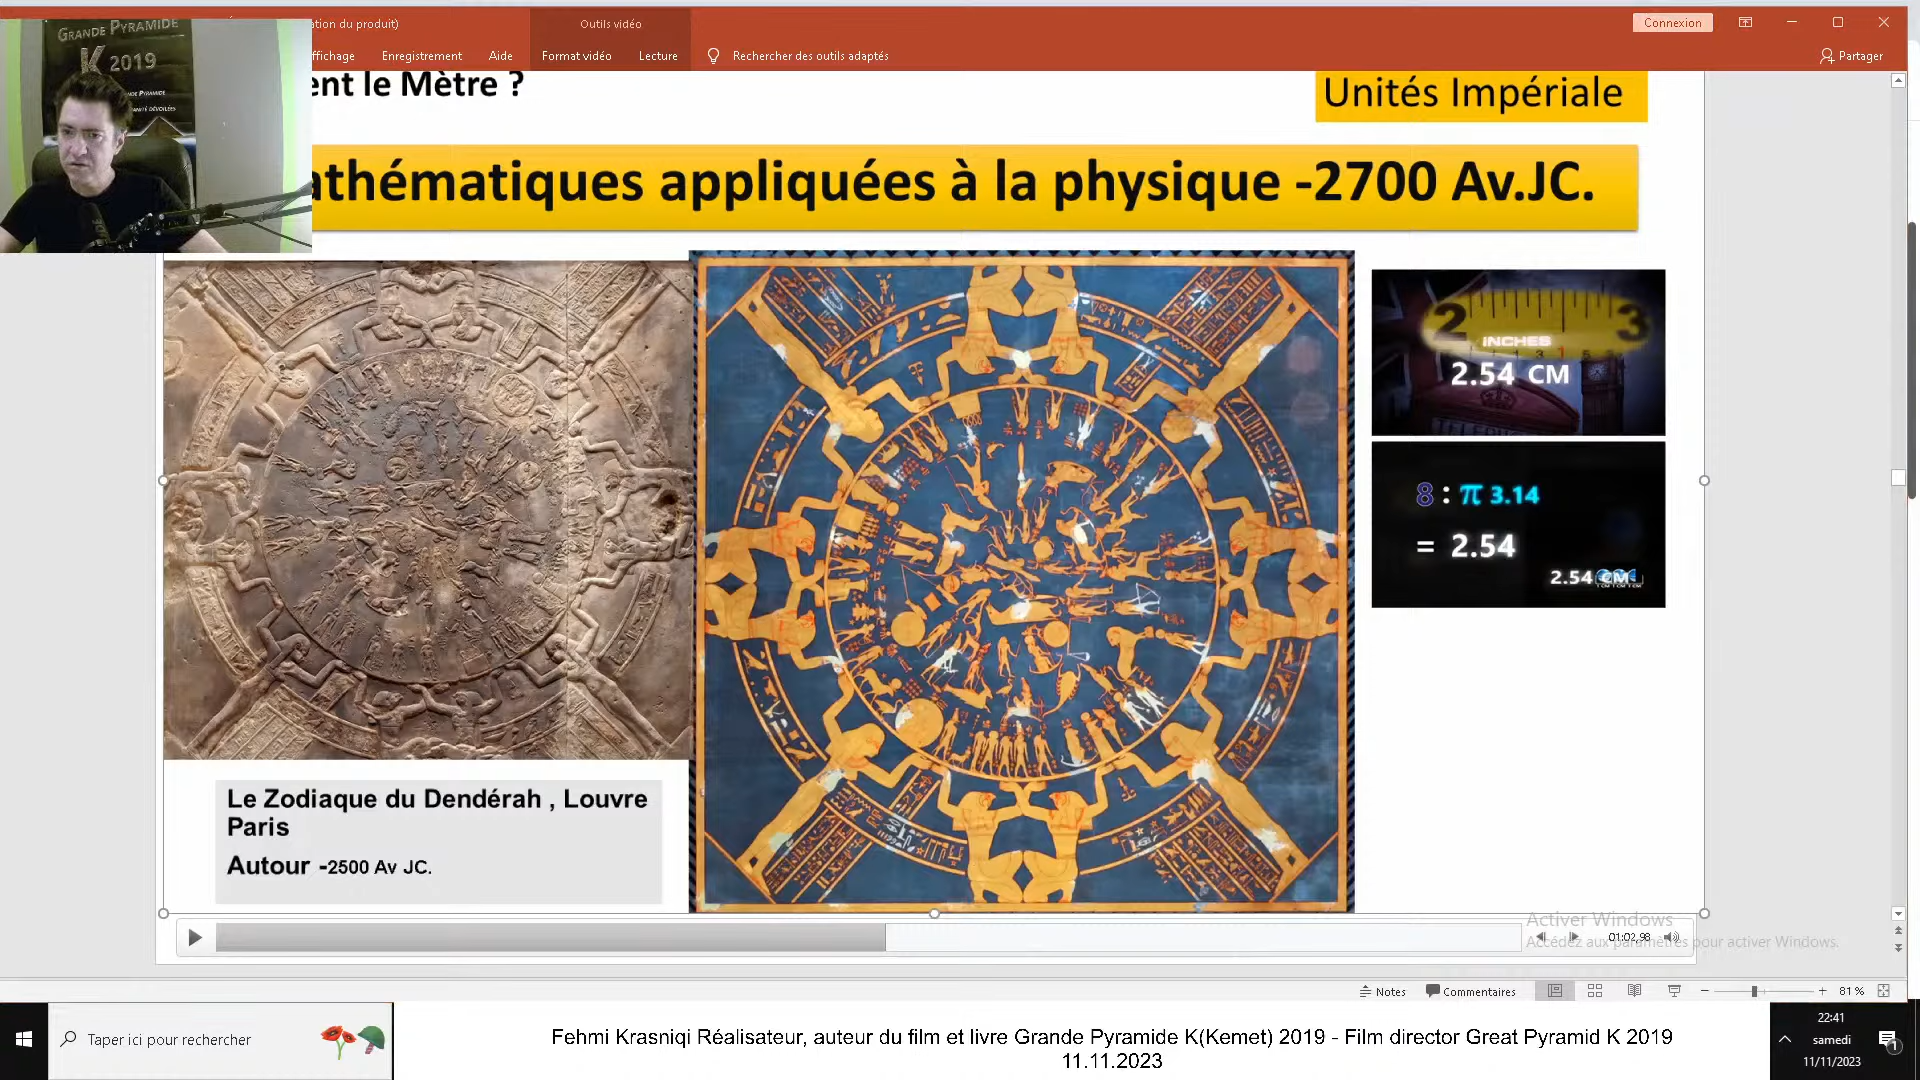 GRANDE PYRAMIDE
K 2019
ation du produit)
Outils vidéo
Connexion
ffichage
Enregistrement
Aide
Format vidéo
Lecture
Rechercher des outils adaptés
Partager
ent le Mètre ?
Unités Impériale
athématiques appliquées à la physique -2700 Av.JC.
2 3
INCHES
2.54 CM
8 : π 3.14
= 2.54
2.54 CM
Le Zodiaque du Dendérah , Louvre
Paris
Autour -2500 Av JC.
Activer Windows
Accédez aux paramètres pour activer Windows.
01:02,98
Notes
Commentaires
81 %
Taper ici pour rechercher
Fehmi Krasniqi Réalisateur, auteur du film et livre Grande Pyramide K(Kemet) 2019 - Film director Great Pyramid K 2019
11.11.2023
22:41
samedi
11/11/2023
1